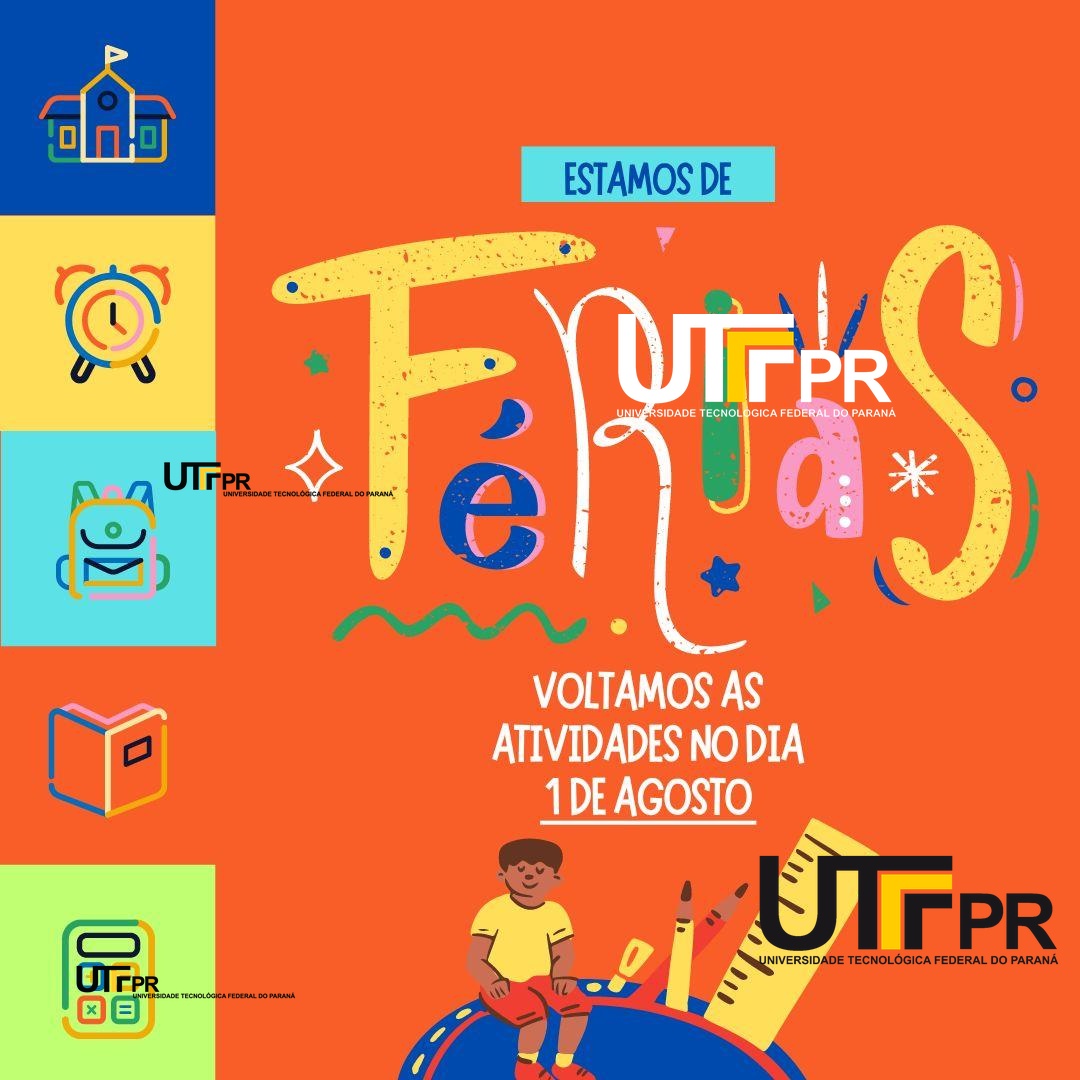 ESTAMOS DE
FéRiaS
UTFPR
UNIVERSIDADE TECNOLÓGICA FEDERAL DO PARANÁ
UTFPR
UNIVERSIDADE TECNOLÓGICA FEDERAL DO PARANÁ
VOLTAMOS AS
ATIVIDADES NO DIA
1 DE AGOSTO
UTFPR
UNIVERSIDADE TECNOLÓGICA FEDERAL DO PARANÁ
UTFPR
UNIVERSIDADE TECNOLÓGICA FEDERAL DO PARANÁ